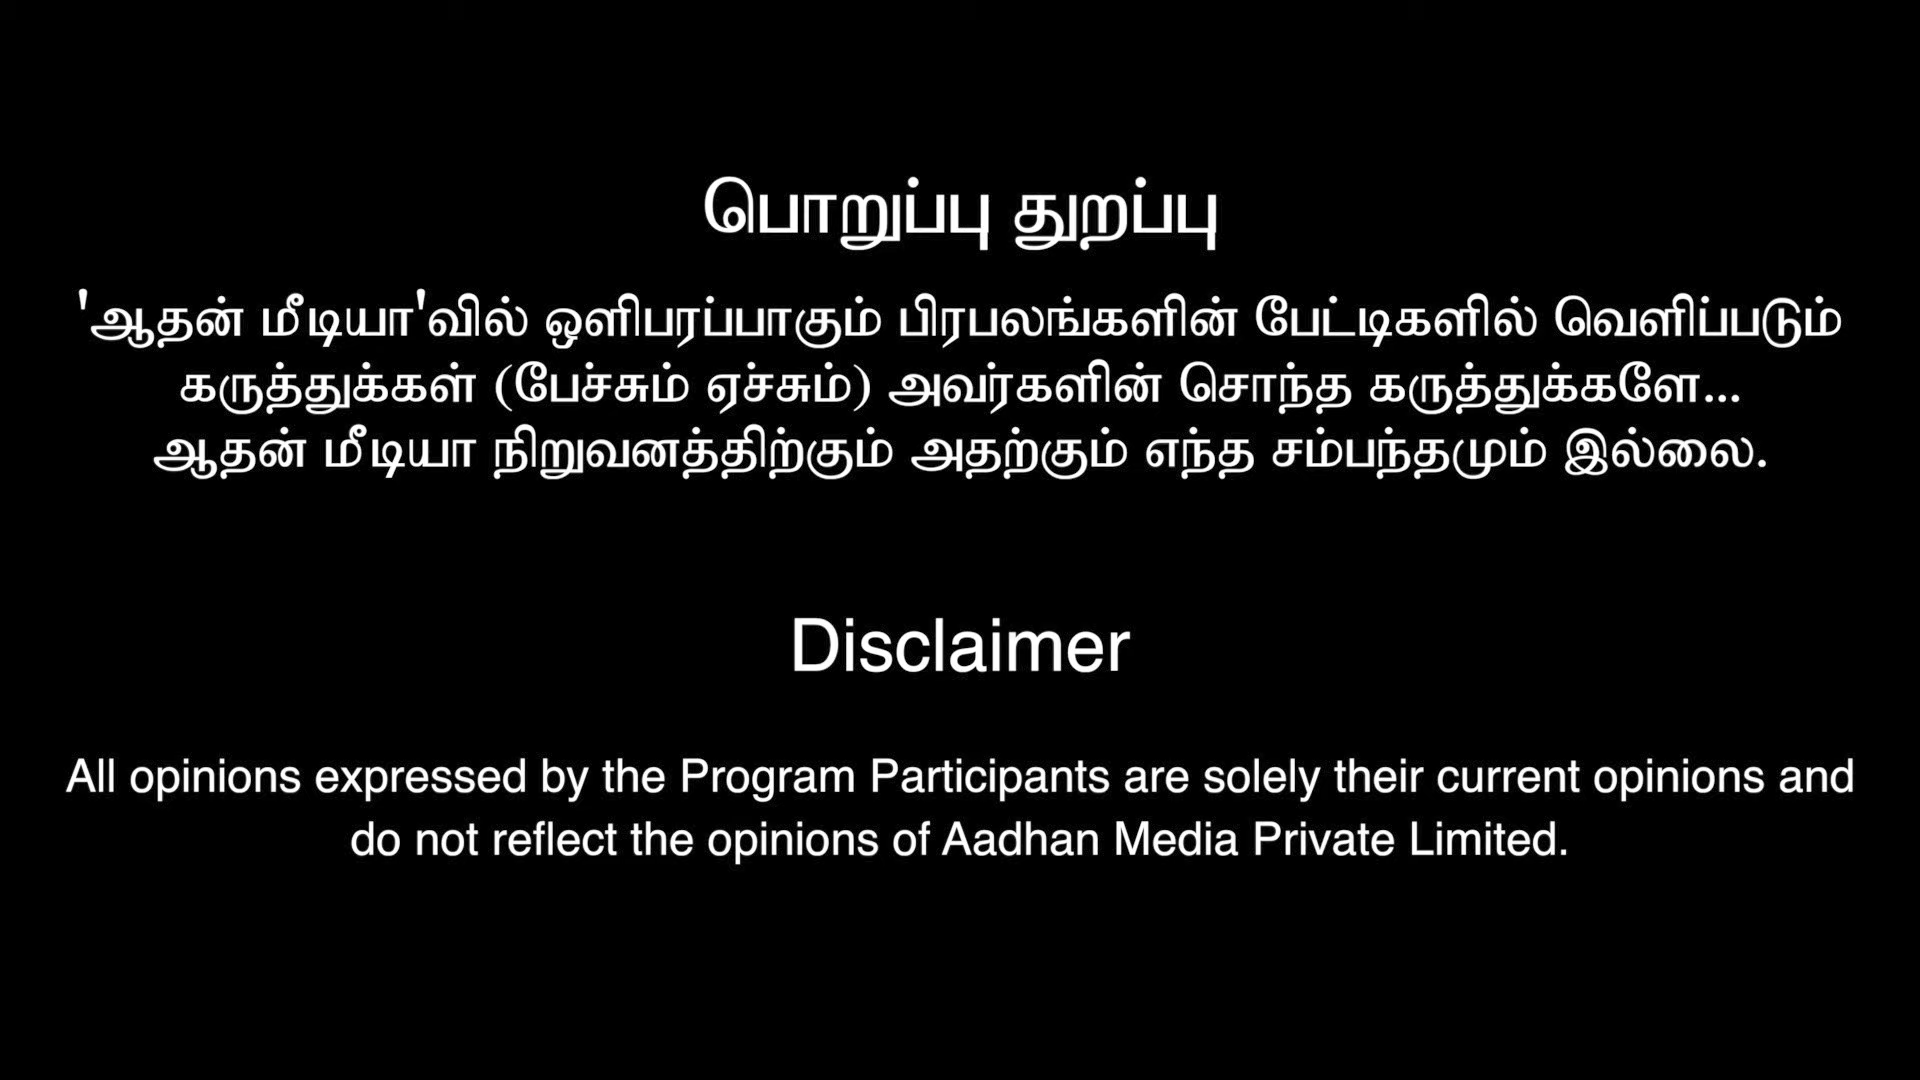 பொறுப்பு துறப்பு
'ஆதன் மீடியா'வில் ஒளிபரப்பாகும் பிரபலங்களின் பேட்டிகளில் வெளிப்படும்
கருத்துக்கள் (பேச்சும் ஏச்சும்) அவர்களின் சொந்த கருத்துக்களே...
ஆதன் மீடியா நிறுவனத்திற்கும் அதற்கும் எந்த சம்பந்தமும் இல்லை.
Disclaimer
All opinions expressed by the Program Participants are solely their current opinions and
do not reflect the opinions of Aadhan Media Private Limited.